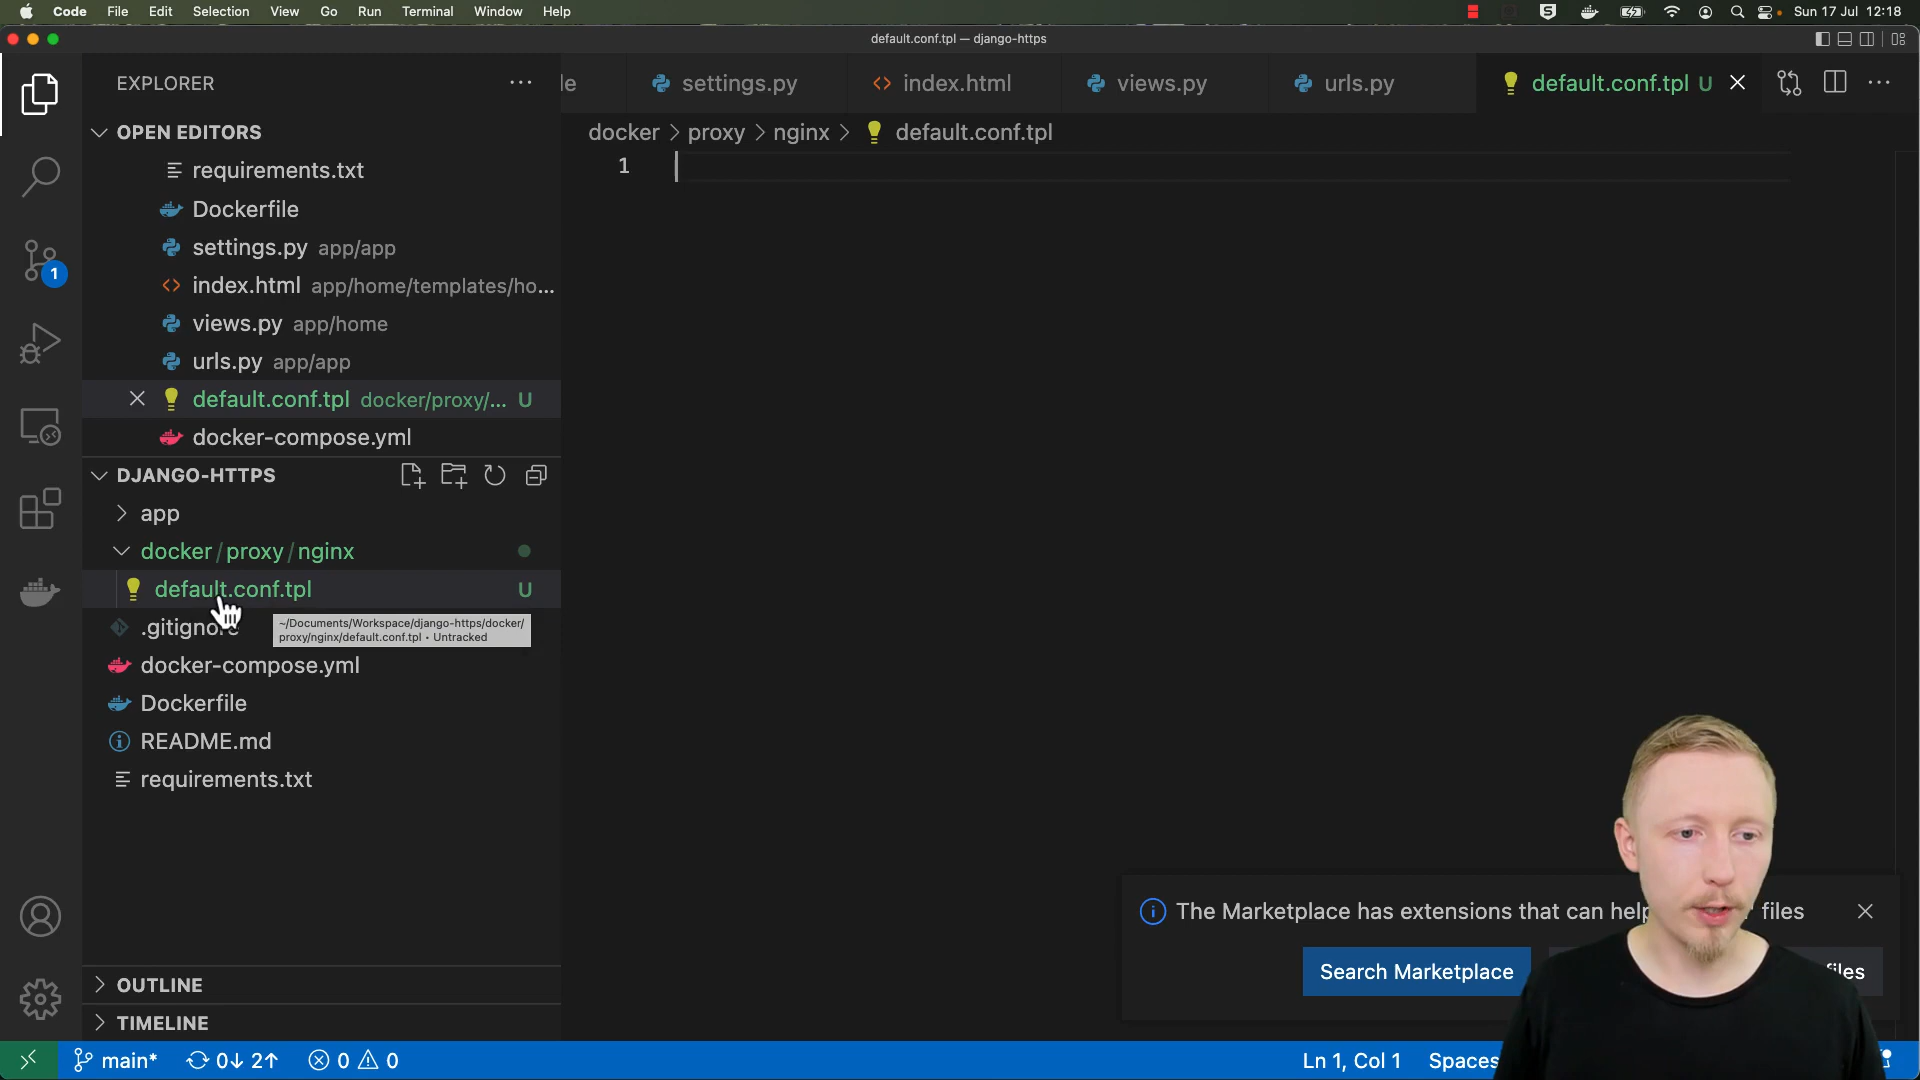 Code File Edit Selection View Go Run Terminal Window Help
Sun 17 Jul 12:18
default.conf.tpl — django-https
EXPLORER
le settings.py index.html views.py urls.py default.conf.tpl U
OPEN EDITORS
docker > proxy > nginx > default.conf.tpl
1
requirements.txt
Dockerfile
settings.py app/app
index.html app/home/templates/ho...
views.py app/home
urls.py app/app
default.conf.tpl docker/proxy/... U
docker-compose.yml
1
DJANGO-HTTPS
app
docker / proxy / nginx
default.conf.tpl U
.gitignore
~/Documents/Workspace/django-https/docker/
proxy/nginx/default.conf.tpl • Untracked
docker-compose.yml
Dockerfile
README.md
requirements.txt
The Marketplace has extensions that can help files
Search Marketplace
OUTLINE
TIMELINE
main* 0↓ 2↑ 0 0
Ln 1, Col 1 Spaces